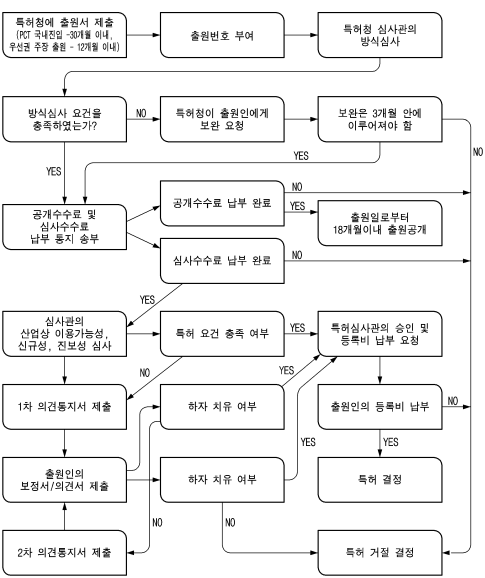 특허청에 출원서 제출
(PCT 국내진입 -30개월 이내,
우선권 주장 출원 - 12개월 이내)
출원번호 부여
특허청 심사관의
방식심사
방식심사 요건을
충족하였는가?
NO
특허청이 출원인에게
보완 요청
보완은 3개월 안에
이루어져야 함
NO
YES
YES
공개수수료 및
심사수수료
납부 통지 송부
공개수수료 납부 완료
NO
YES
출원일로부터
18개월이내 출원공개
심사수수료 납부 완료
NO
YES
심사관의
산업상 이용가능성,
신규성, 진보성 심사
특허 요건 충족 여부
YES
특허심사관의 승인 및
등록비 납부 요청
NO
YES
1차 의견통지서 제출
하자 치유 여부
출원인의 등록비 납부
NO
YES
YES
출원인의
보정서/의견서 제출
하자 치유 여부
특허 결정
NO
NO
2차 의견통지서 제출
특허 거절 결정